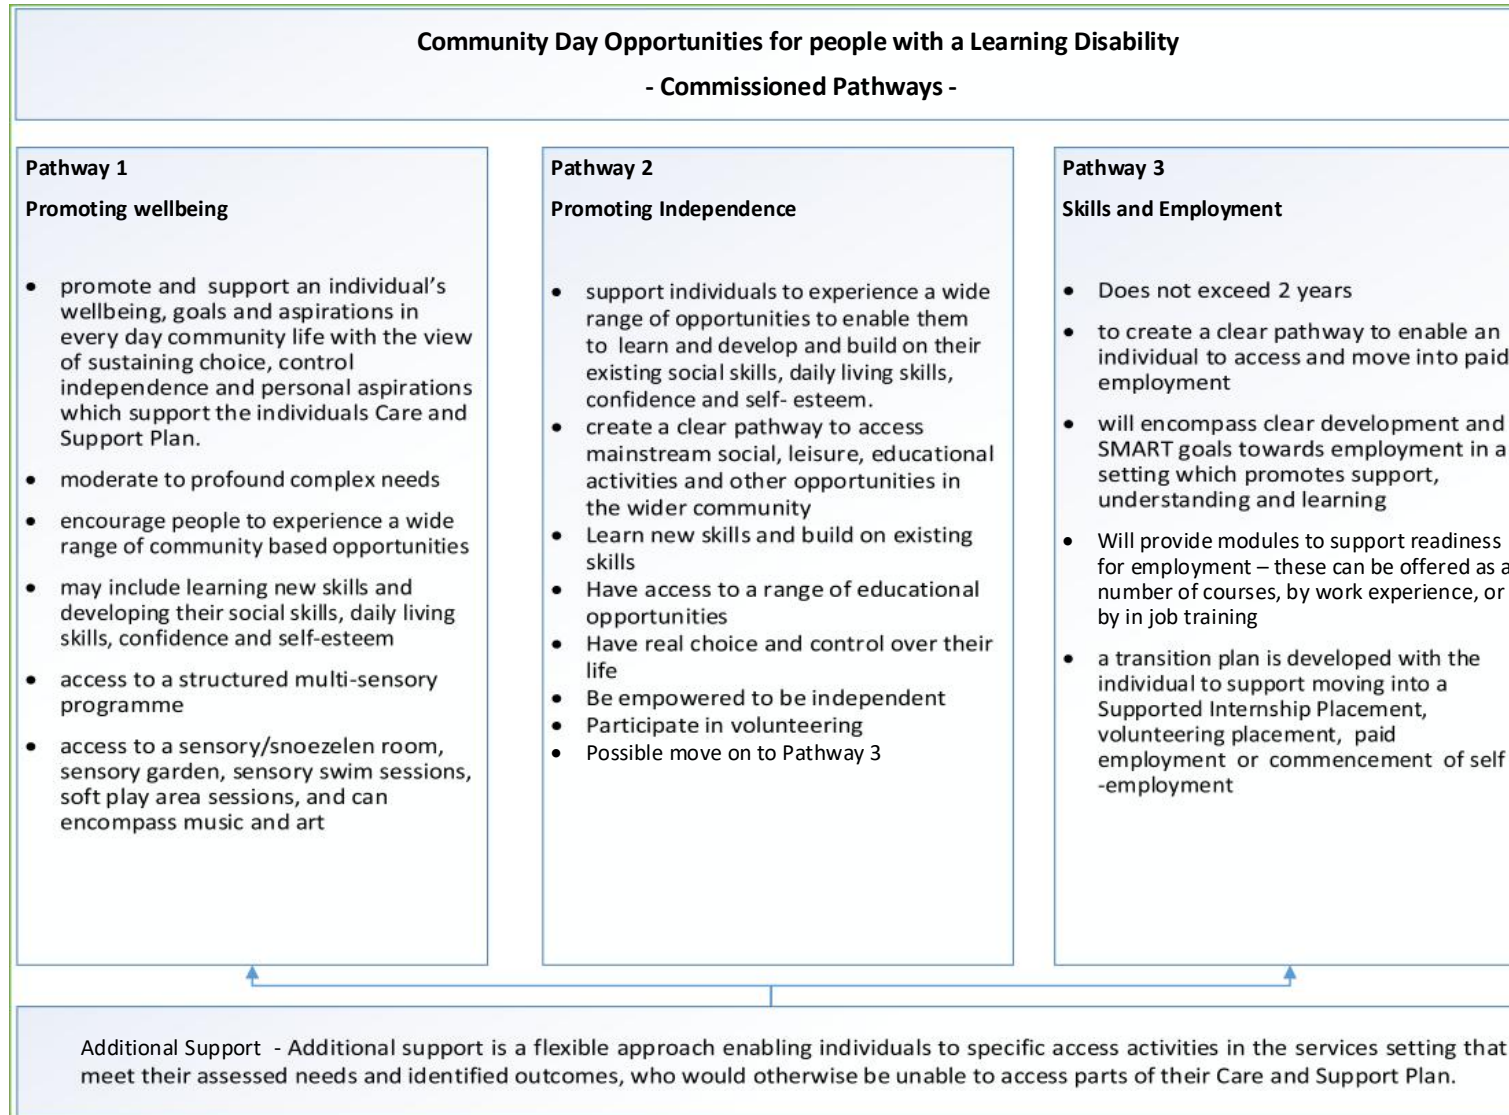 Community Day Opportunities for people with a Learning Disability
- Commissioned Pathways -
Pathway 1
Promoting wellbeing
• promote and support an individual's
wellbeing, goals and aspirations in
every day community life with the view
of sustaining choice, control
independence and personal aspirations
which support the individuals Care and
Support Plan.
• moderate to profound complex needs
• encourage people to experience a wide
range of community based opportunities
• may include learning new skills and
developing their social skills, daily living
skills, confidence and self-esteem
• access to a structured multi-sensory
programme
• access to a sensory/snoezelen room,
sensory garden, sensory swim sessions,
soft play area sessions, and can
encompass music and art
Pathway 2
Promoting Independence
• support individuals to experience a wide
range of opportunities to enable them
to learn and develop and build on their
existing social skills, daily living skills,
confidence and self- esteem.
• create a clear pathway to access
mainstream social, leisure, educational
activities and other opportunities in
the wider community
• Learn new skills and build on existing
skills
• Have access to a range of educational
opportunities
• Have real choice and control over their
life
• Be empowered to be independent
• Participate in volunteering
• Possible move on to Pathway 3
Pathway 3
Skills and Employment
• Does not exceed 2 years
• to create a clear pathway to enable an
individual to access and move into paid
employment
• will encompass clear development and
SMART goals towards employment in a
setting which promotes support,
understanding and learning
• Will provide modules to support readiness
for employment – these can be offered as a
number of courses, by work experience, or
by in job training
• a transition plan is developed with the
individual to support moving into a
Supported Internship Placement,
volunteering placement, paid
employment or commencement of self
-employment
Additional Support - Additional support is a flexible approach enabling individuals to specific access activities in the services setting that
meet their assessed needs and identified outcomes, who would otherwise be unable to access parts of their Care and Support Plan.